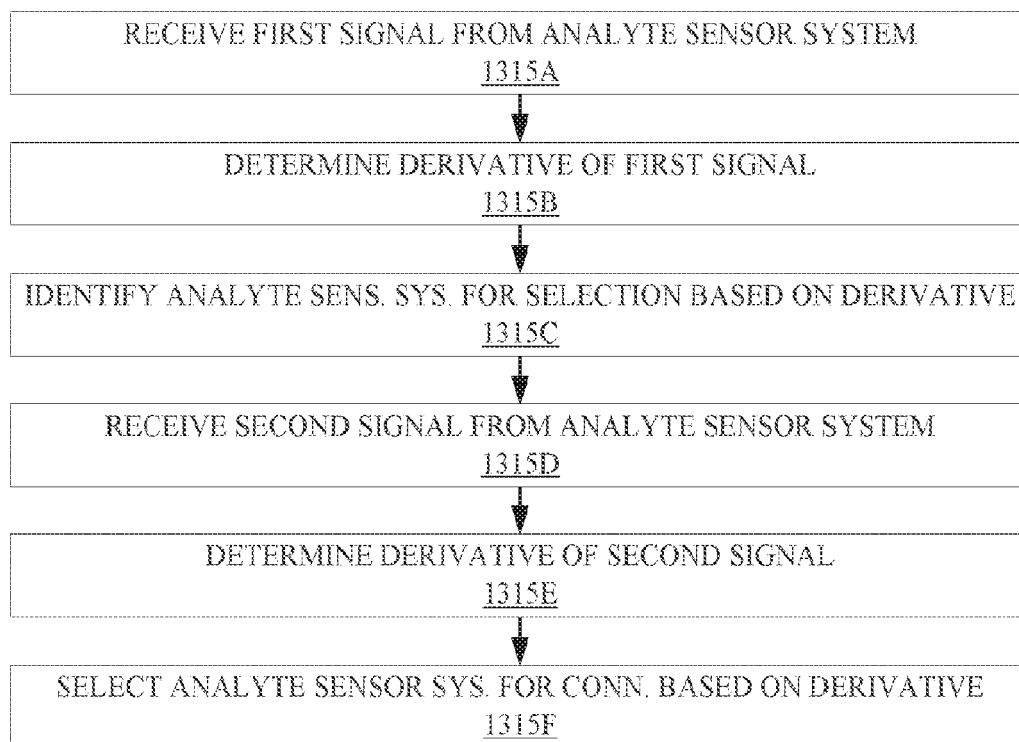 RECEIVE FIRST SIGNAL FROM ANALYTE SENSOR SYSTEM
1315A
DETERMINE DERIVATIVE OF FIRST SIGNAL
1315B
IDENTIFY ANALYTE SENS. SYS. FOR SELECTION BASED ON DERIVATIVE
1315C
RECEIVE SECOND SIGNAL FROM ANALYTE SENSOR SYSTEM
1315D
DETERMINE DERIVATIVE OF SECOND SIGNAL
1315E
SELECT ANALYTE SENSOR SYS. FOR CONN. BASED ON DERIVATIVE
1315F